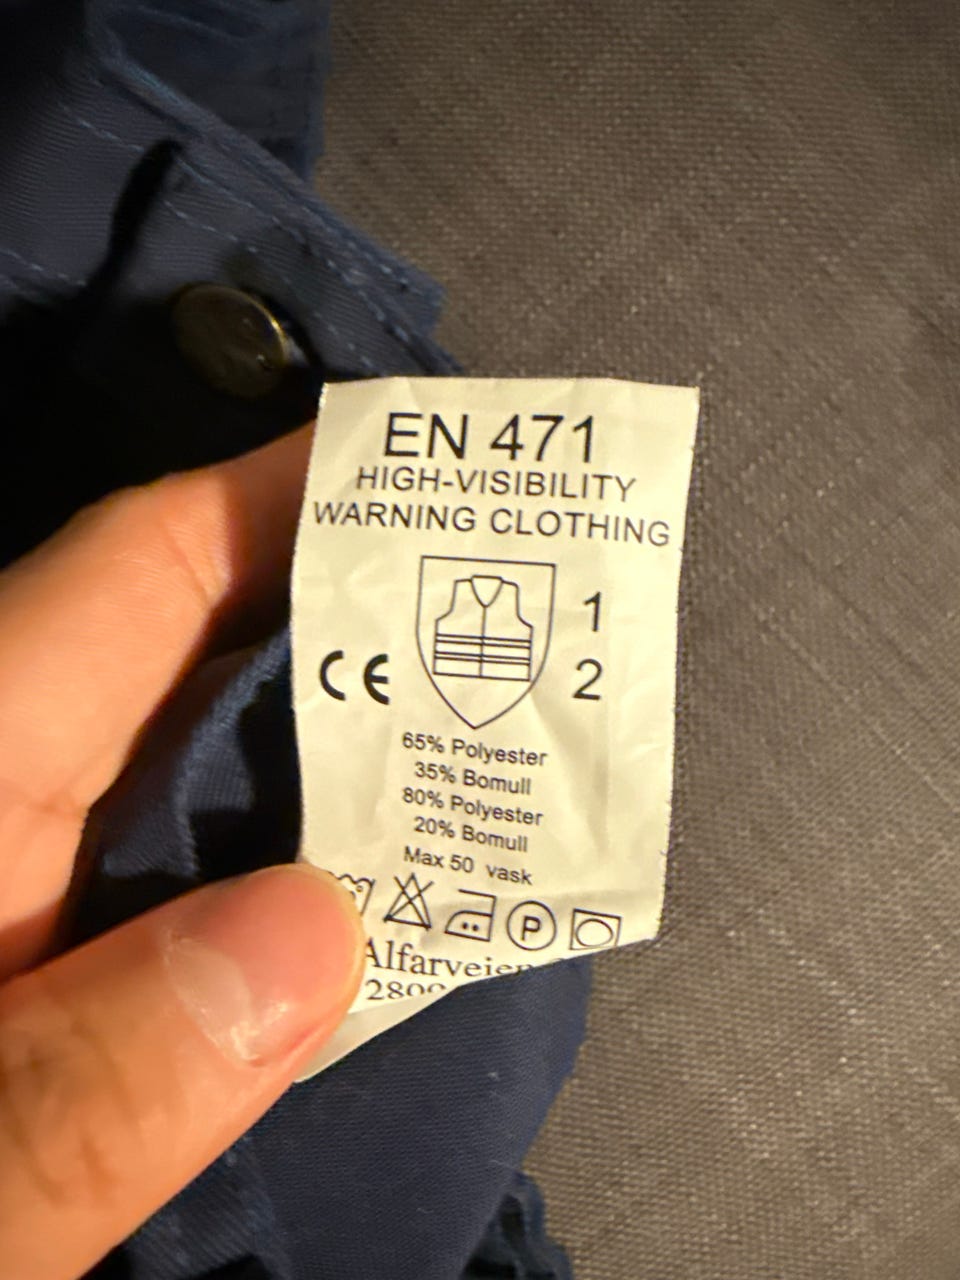 EN 471
HIGH-VISIBILITY
WARNING CLOTHING
1
CE
2
65% Polyester
35% Bomull
80% Polyester
20% Bomull
Max 50 vask
P
Alfarveien